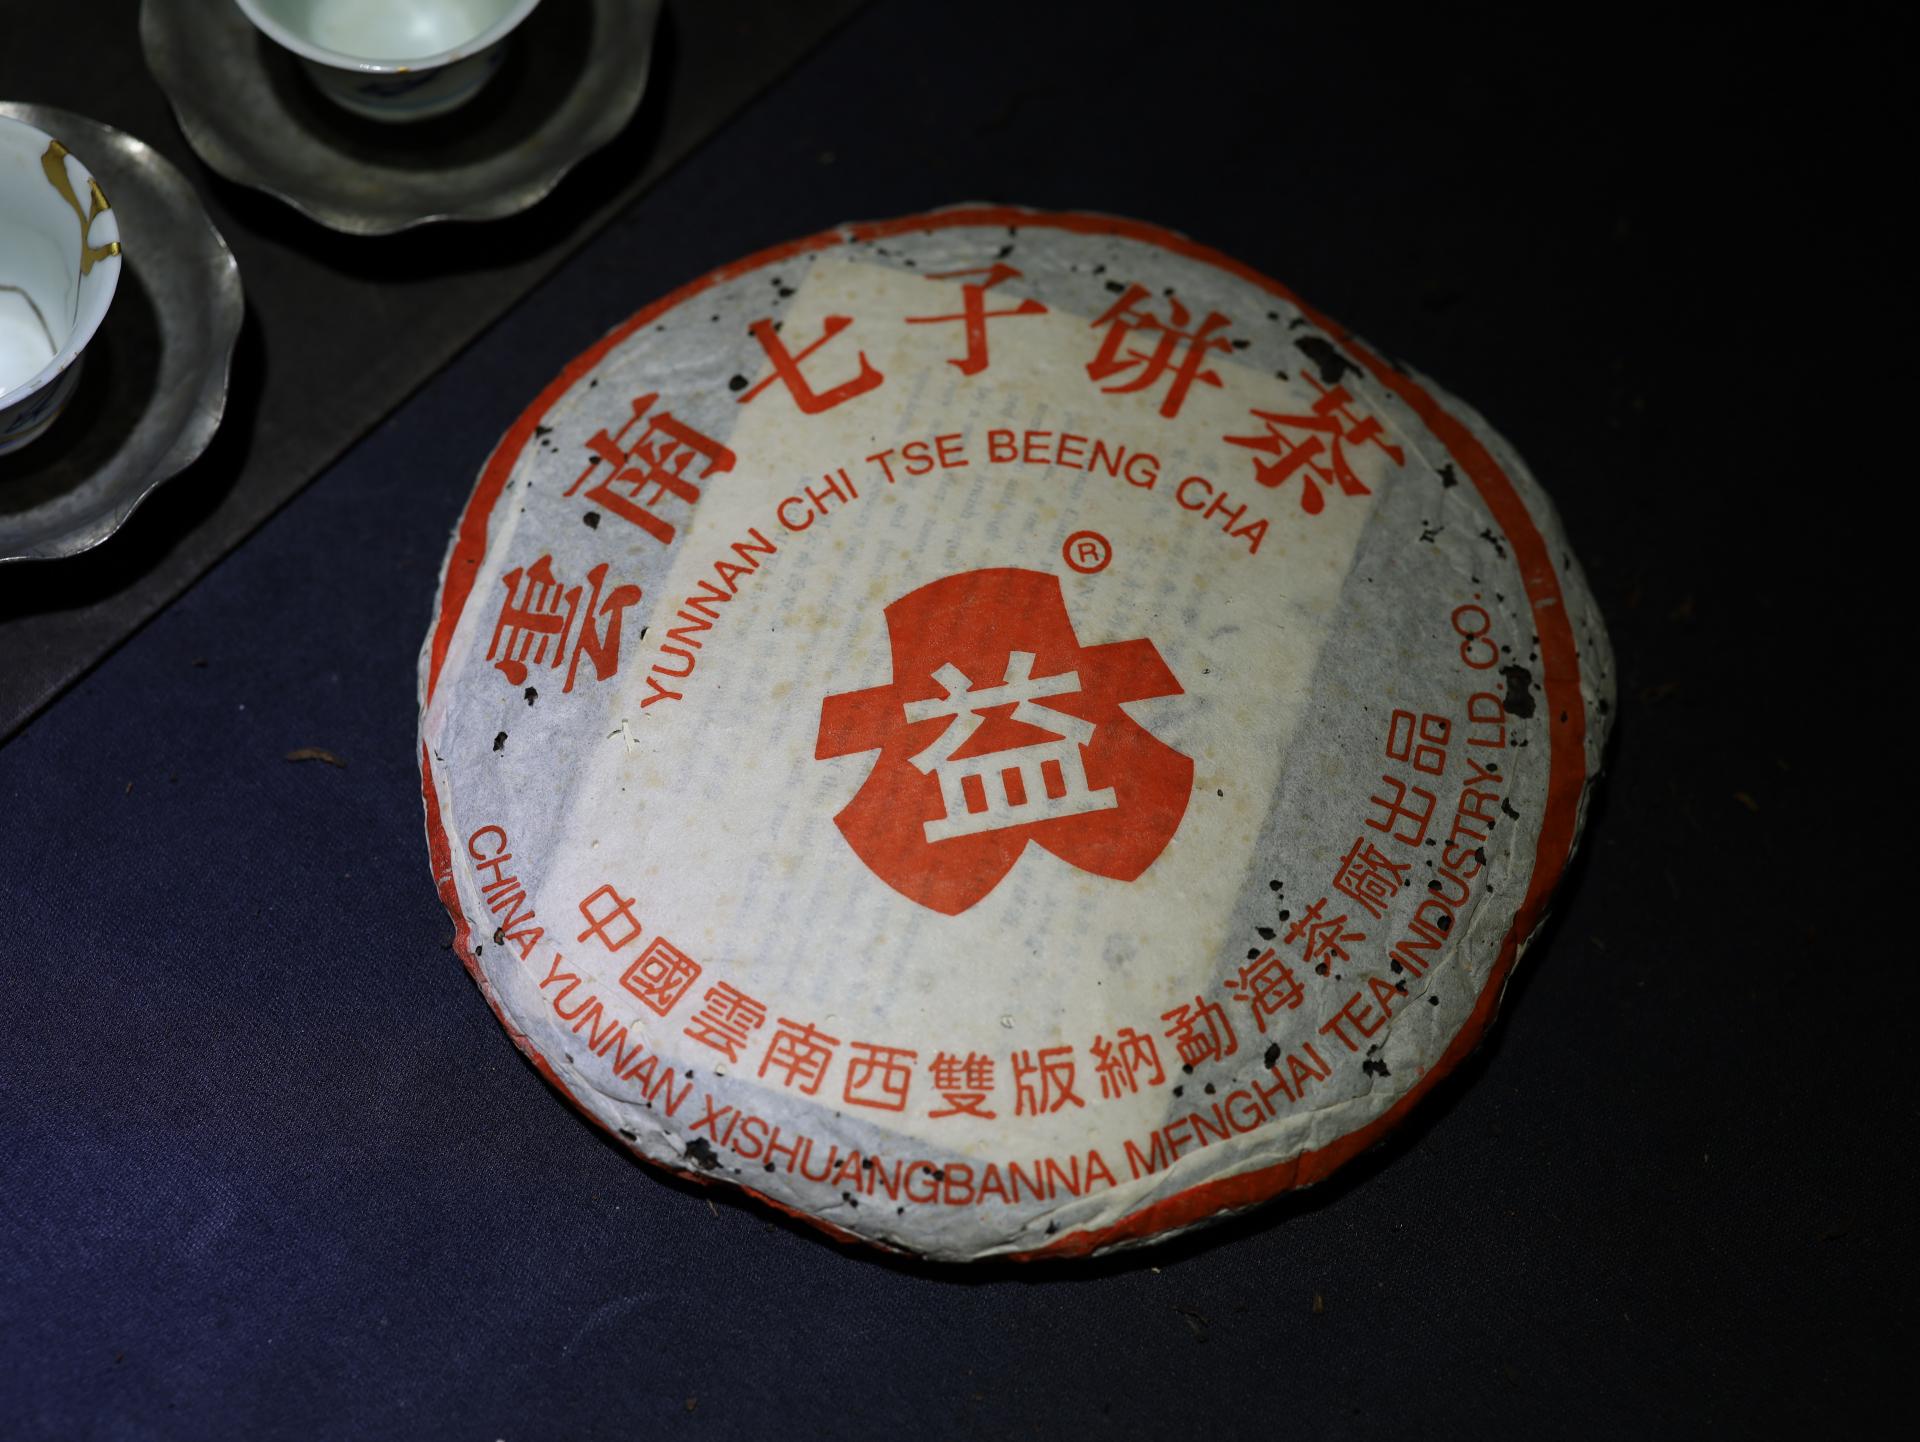 雲南七子饼茶
YUNNAN CHI TSE BEENG CHA
®
益
中國雲南西雙版納勐海茶廠出品
CHINA YUNNAN XISHUANGBANNA MENGHAI TEA INDUSTRY LD. CO.